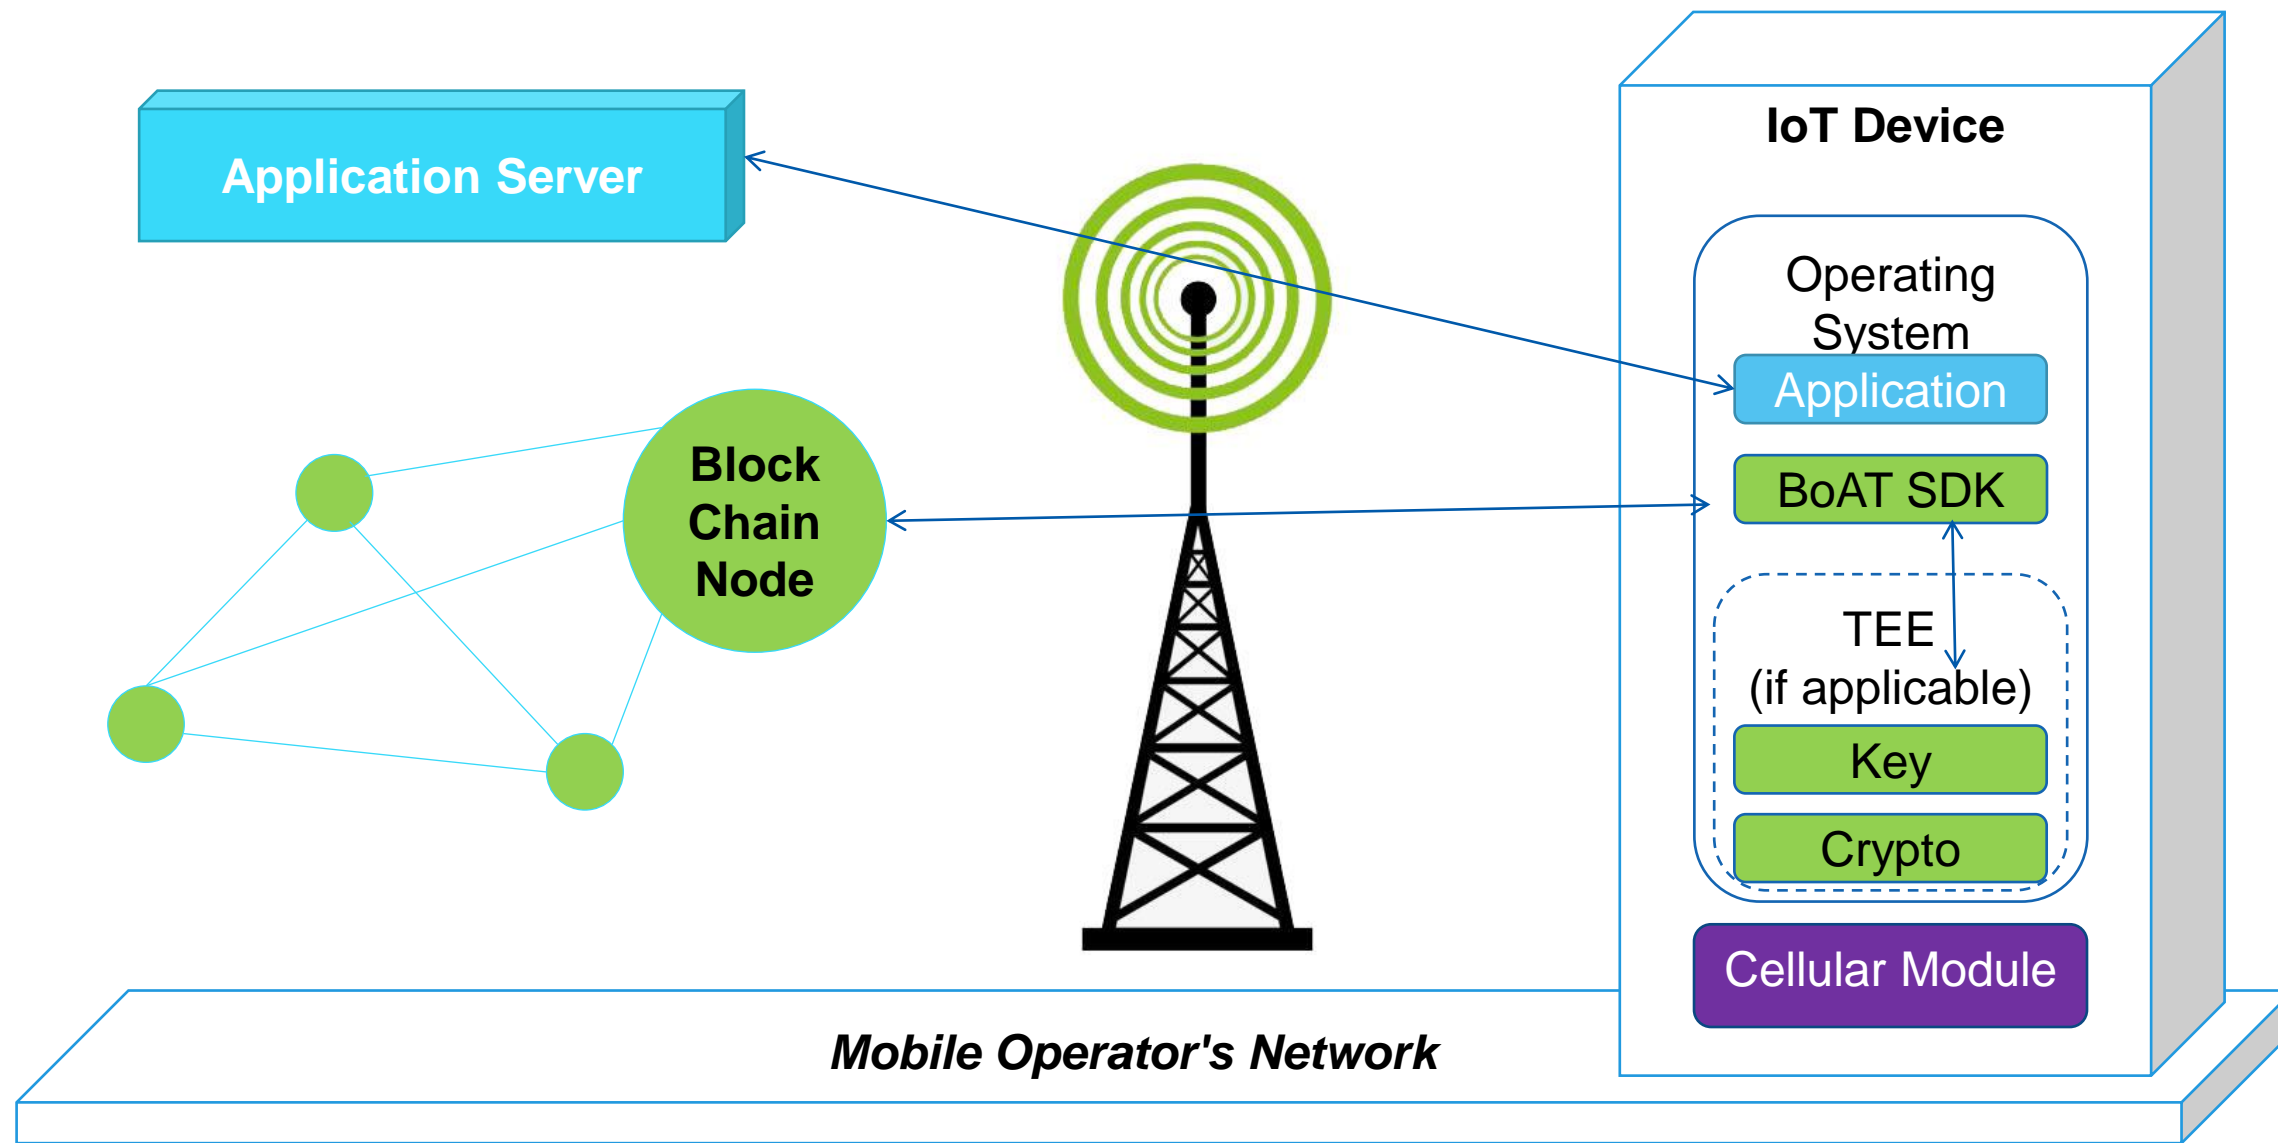 Application Server
IoT Device
Operating
System
Application
Block
Chain
Node
BoAT SDK
TEE
(if applicable)
Key
Crypto
Cellular Module
Mobile Operator's Network